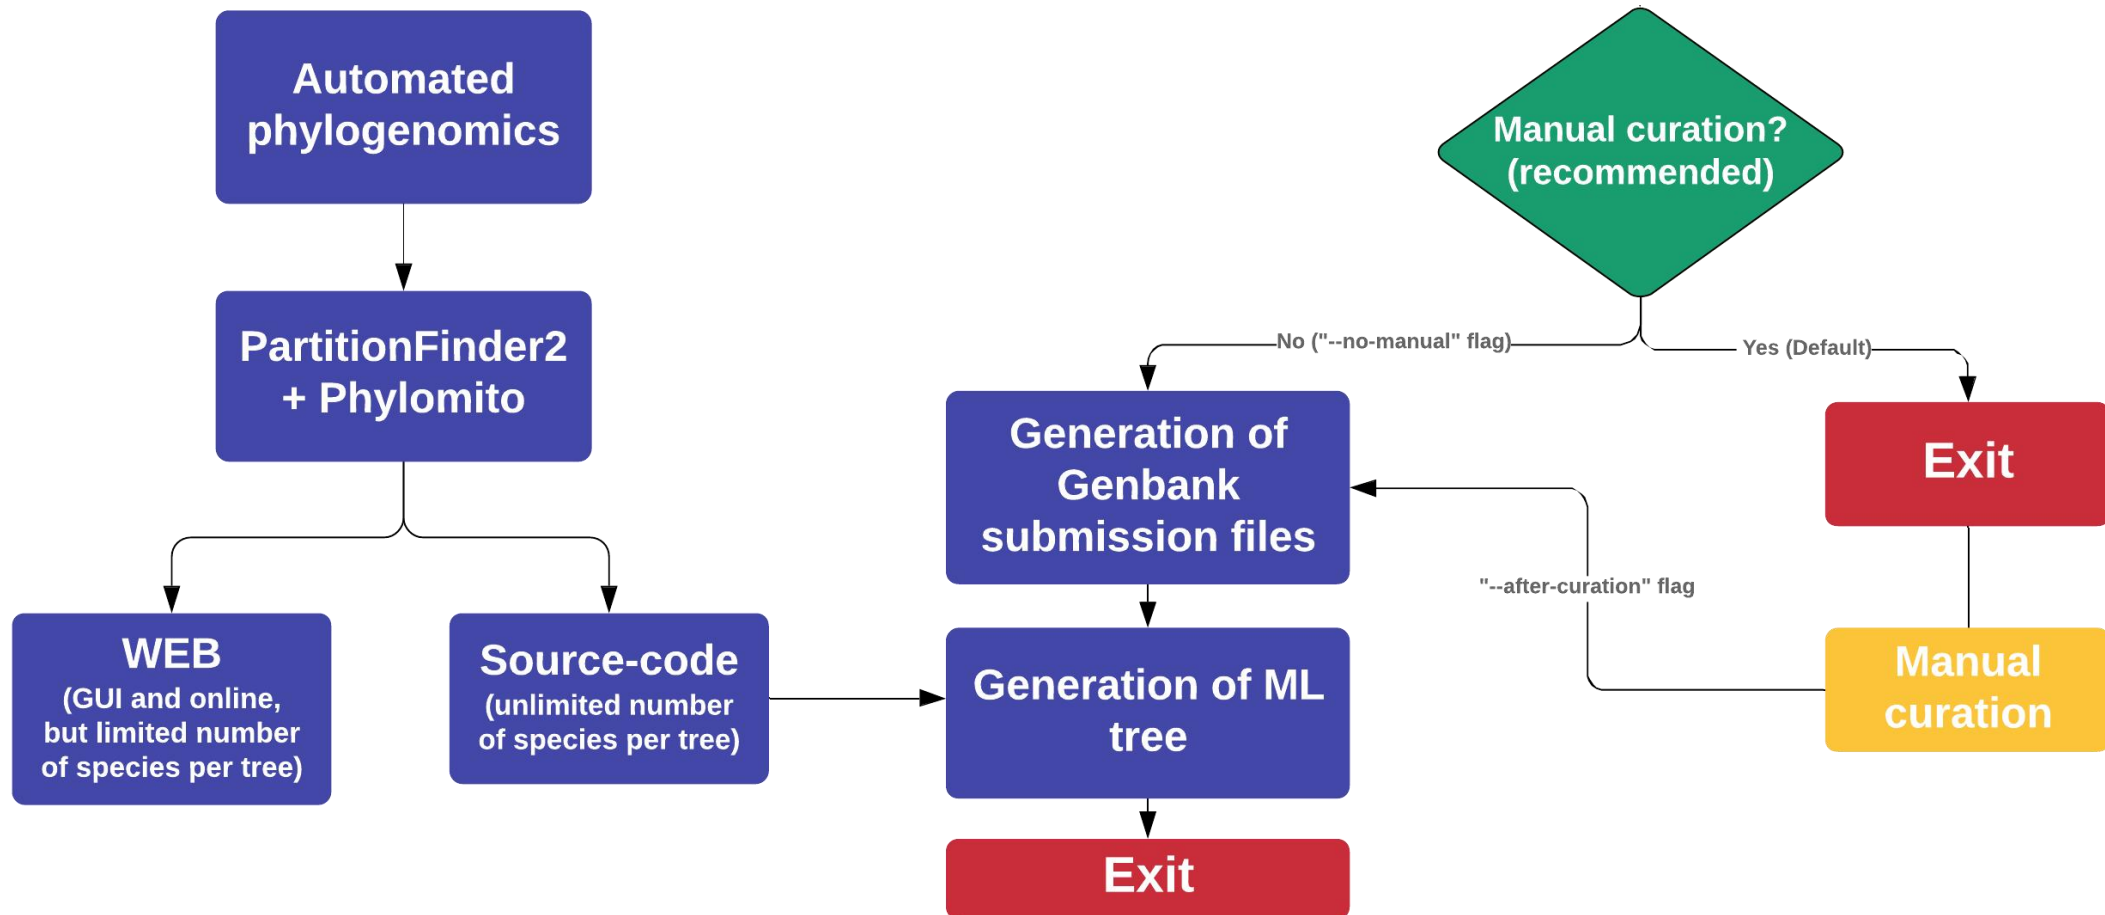 Automated
phylogenomics
PartitionFinder2
+ Phylomito
WEB
(GUI and online,
but limited number
of species per tree)
Source-code
(unlimited number
of species per tree)
Manual curation?
(recommended)
No ("--no-manual" flag)
Yes (Default)
Generation of
Genbank
submission files
Exit
"--after-curation" flag
Generation of ML
tree
Manual
curation
Exit